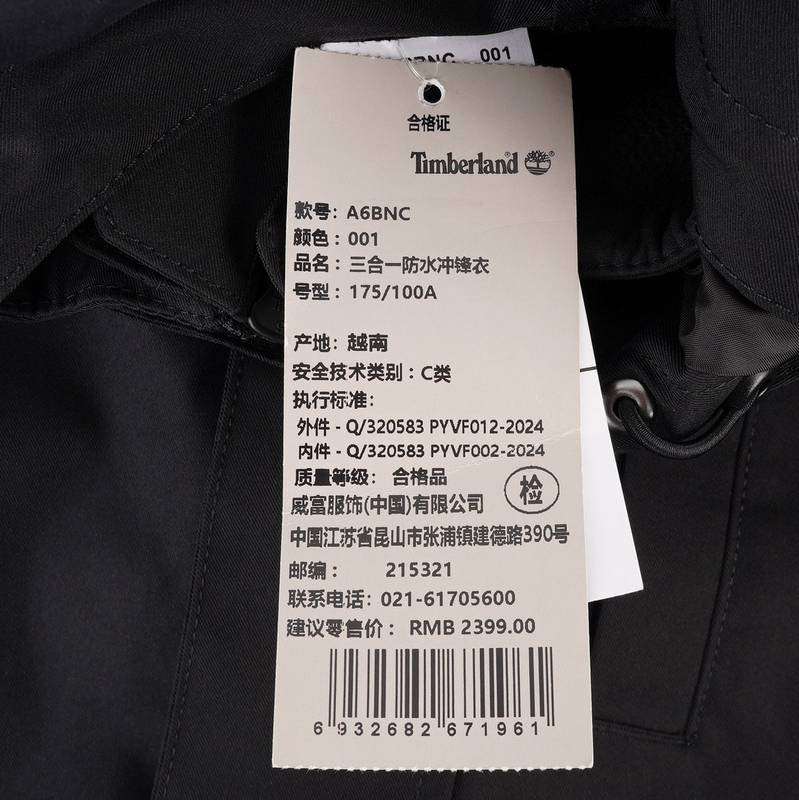 001
合格证
Timberland
款号: A6BNC
颜色: 001
品名: 三合一防水冲锋衣
号型: 175/100A
产地: 越南
安全技术类别: C类
执行标准:
外件 - Q/320583 PYVF012-2024
内件 - Q/320583 PYVF002-2024
质量等级: 合格品
检
威富服饰(中国)有限公司
中国江苏省昆山市张浦镇建德路390号
邮编: 215321
联系电话: 021-61705600
建议零售价: RMB 2399.00
6 932682 671961